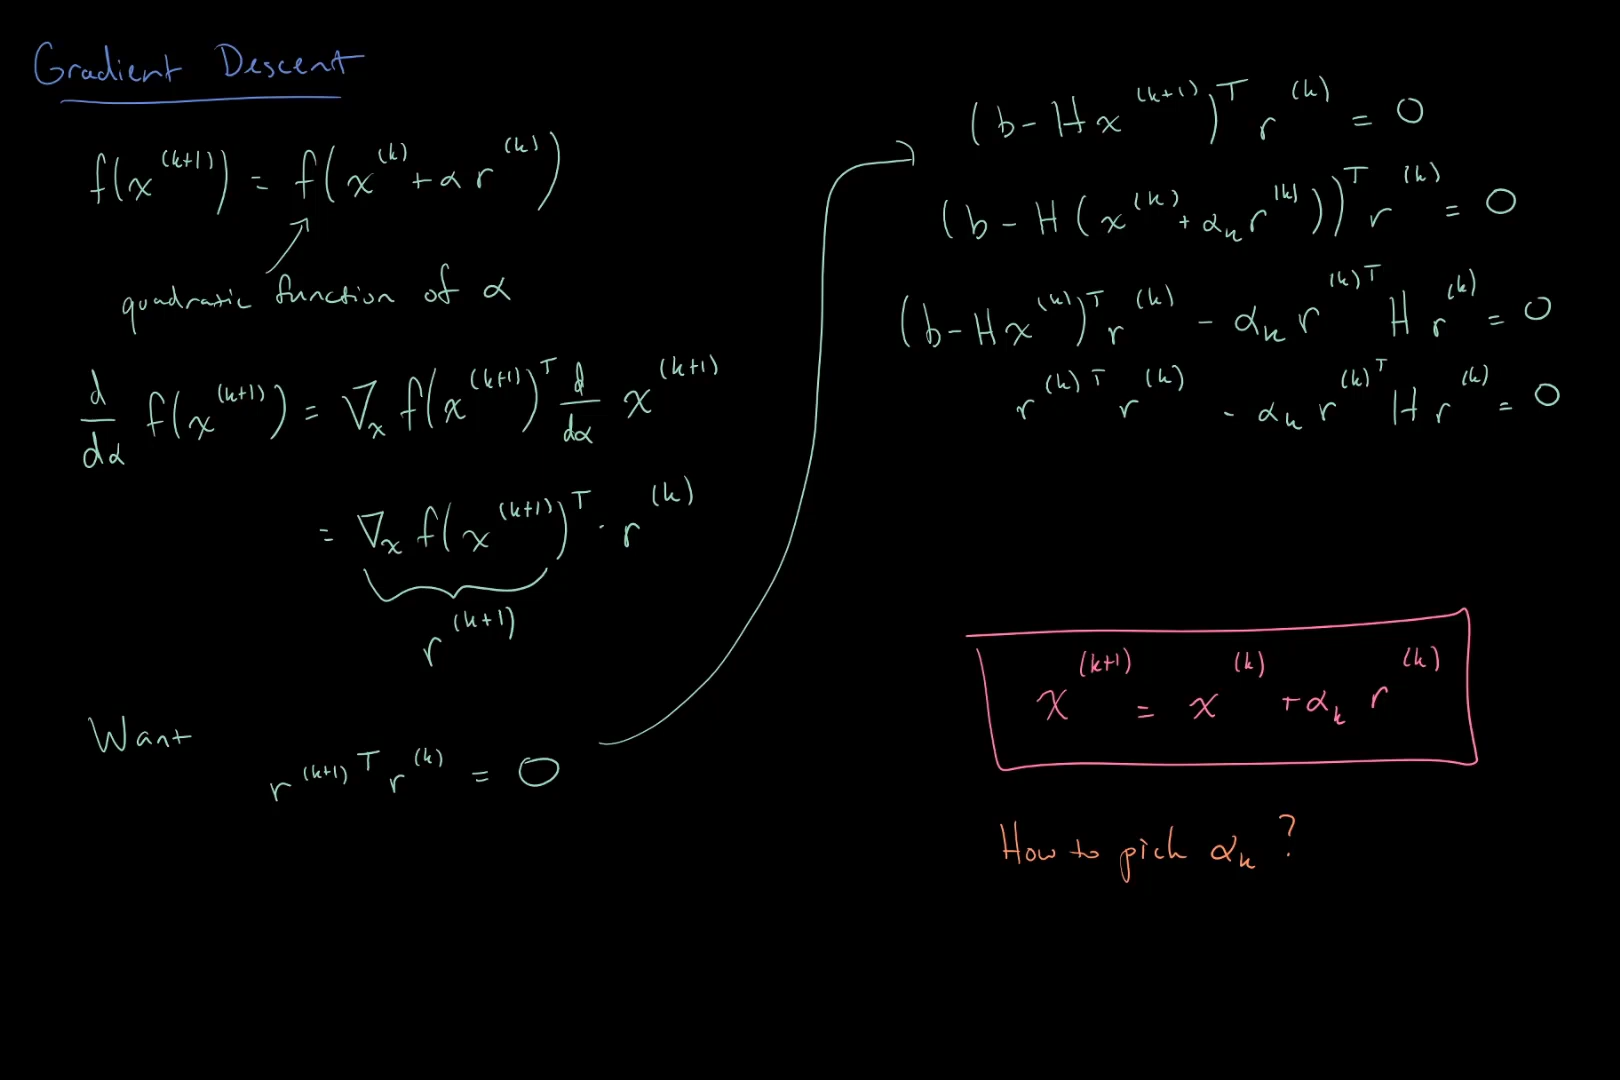 Gradient Descent
f(x^(k+1)) = f(x^(k) + α r^(k))
quadratic function of α
d/dα f(x^(k+1)) = ∇_x f(x^(k+1))^T d/dα x^(k+1)
= ∇_x f(x^(k+1))^T · r^(k)
r^(k+1)
Want
r^(k+1)^T r^(k) = 0
(b - Hx^(k+1))^T r^(k) = 0
(b - H(x^(k) + α_k r^(k)))^T r^(k) = 0
(b - Hx^(k))^T r^(k) - α_k r^(k)^T H r^(k) = 0
r^(k)^T r^(k) - α_k r^(k)^T H r^(k) = 0
x^(k+1) = x^(k) + α_k r^(k)
How to pick α_k ?